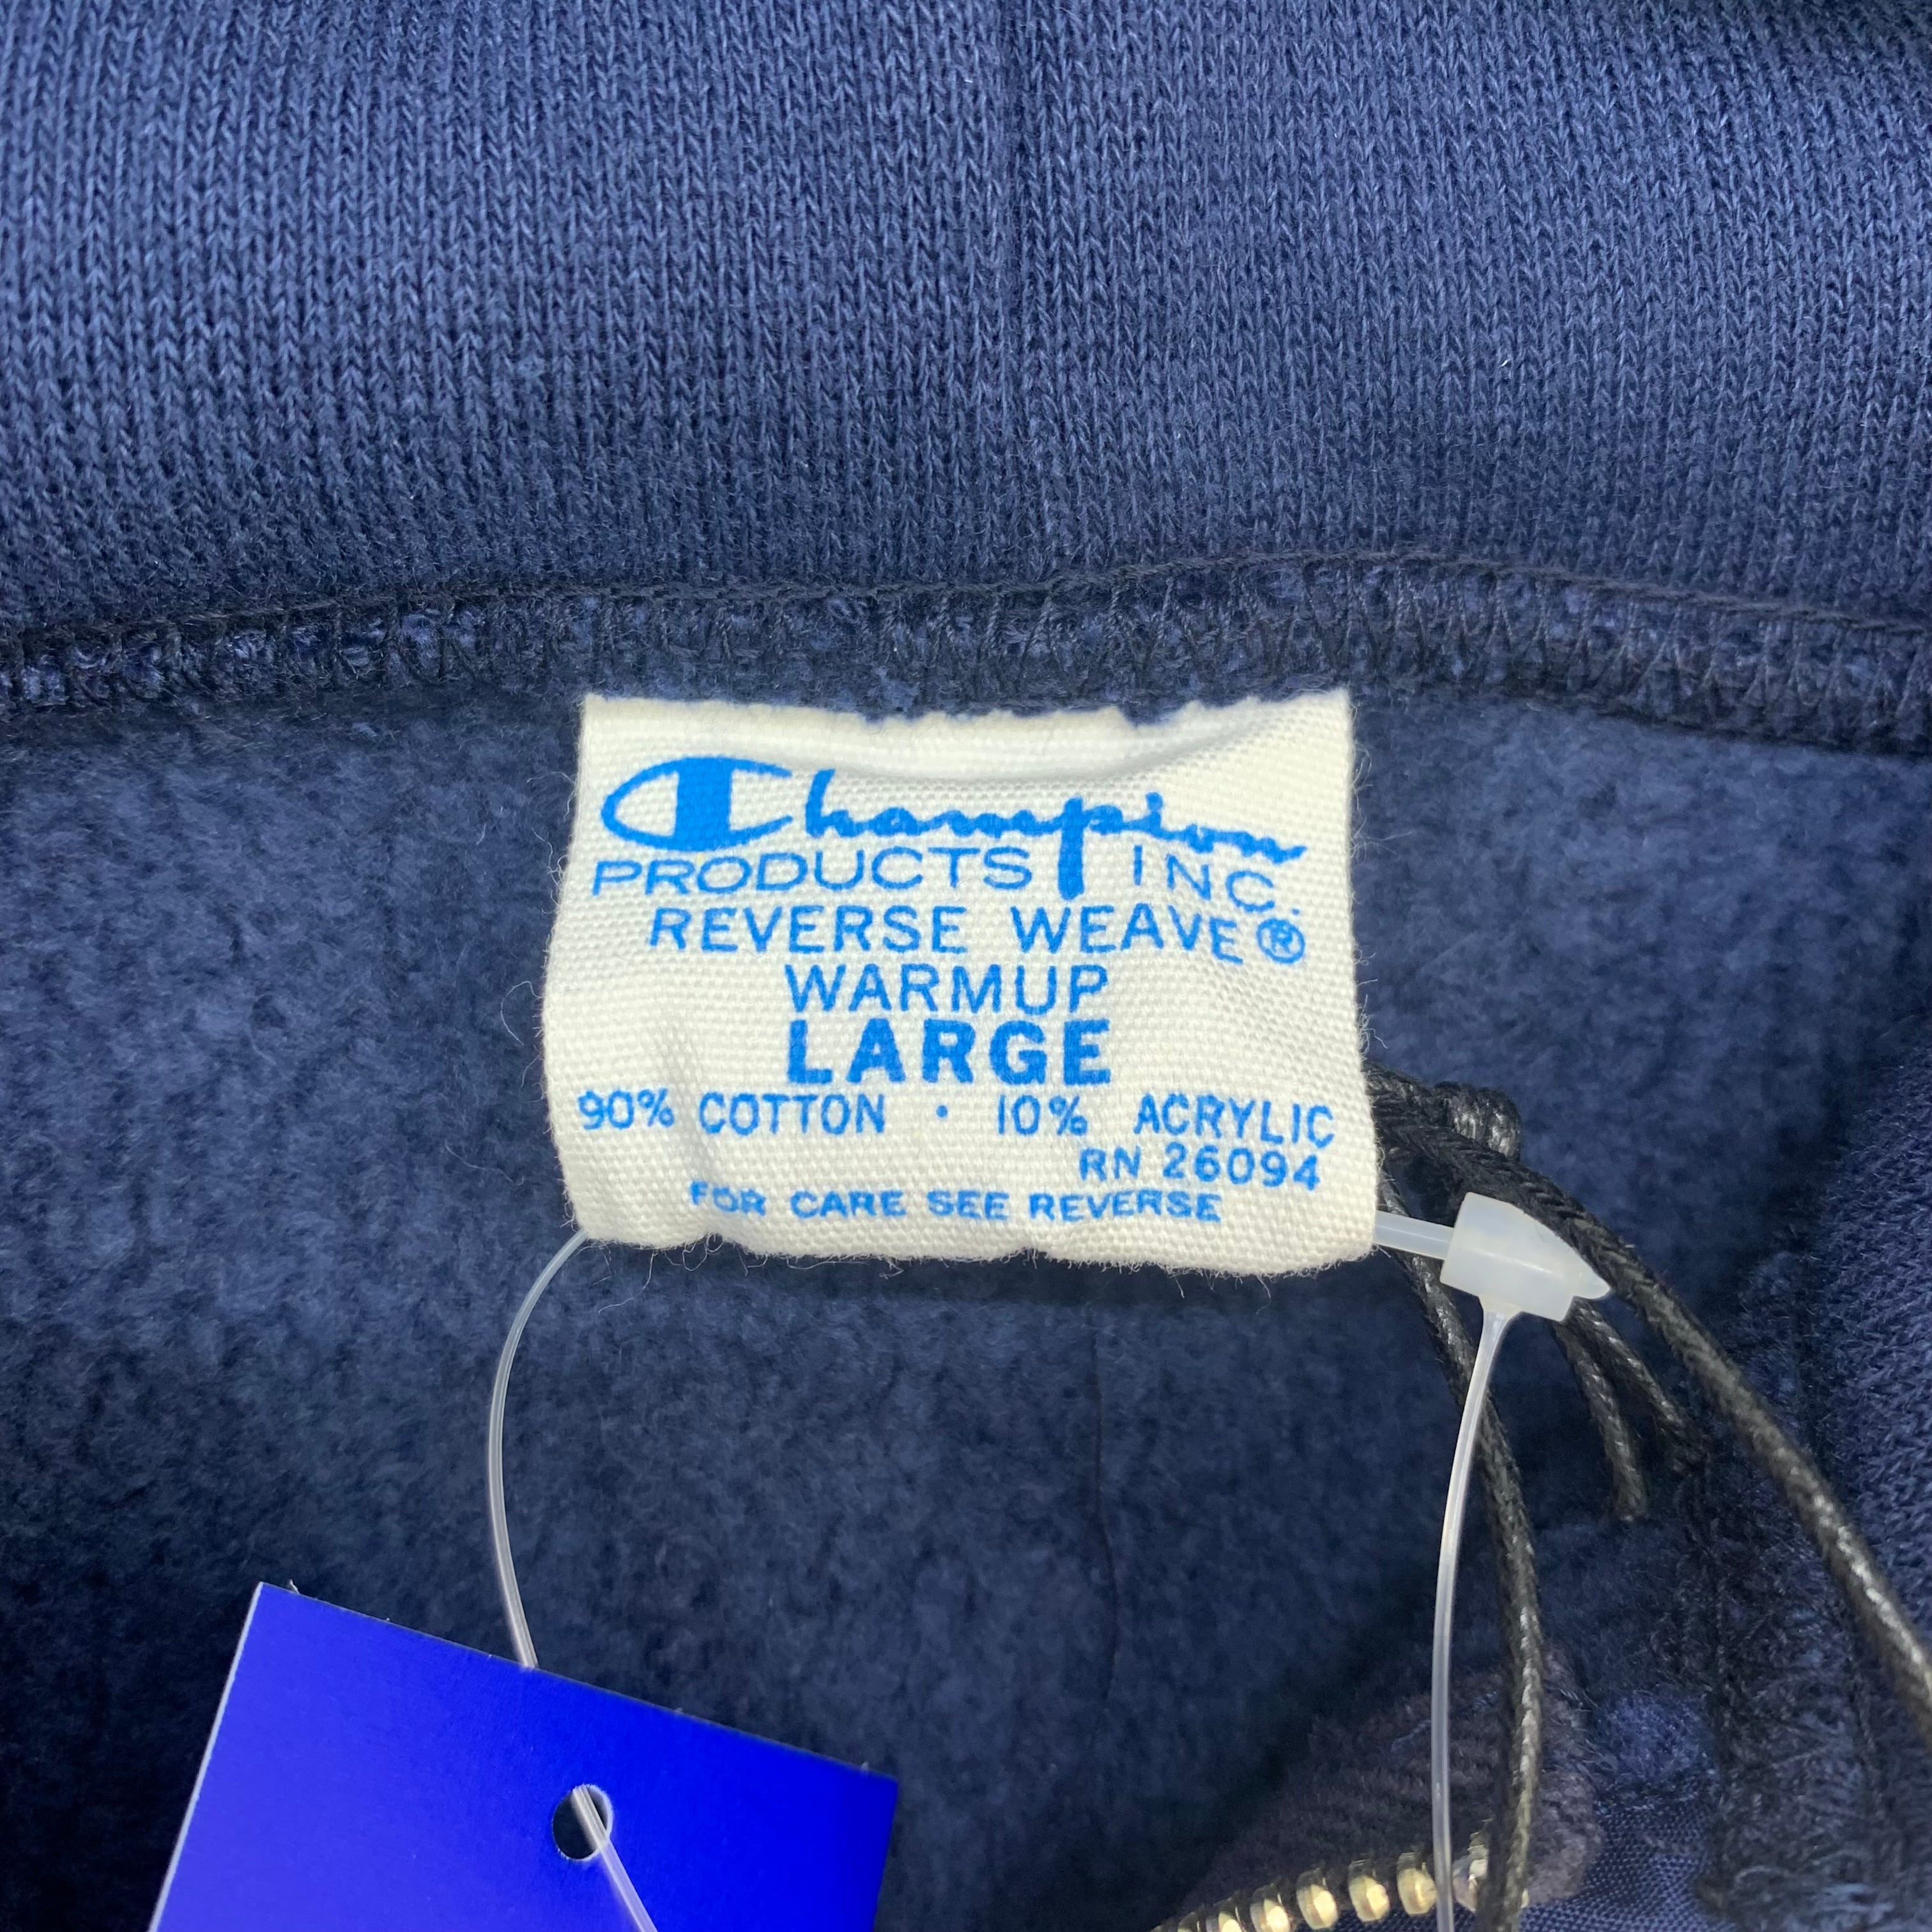 Champion
PRODUCTS INC.
REVERSE WEAVE®
WARMUP
LARGE
90% COTTON · 10% ACRYLIC
RN 26094
FOR CARE SEE REVERSE